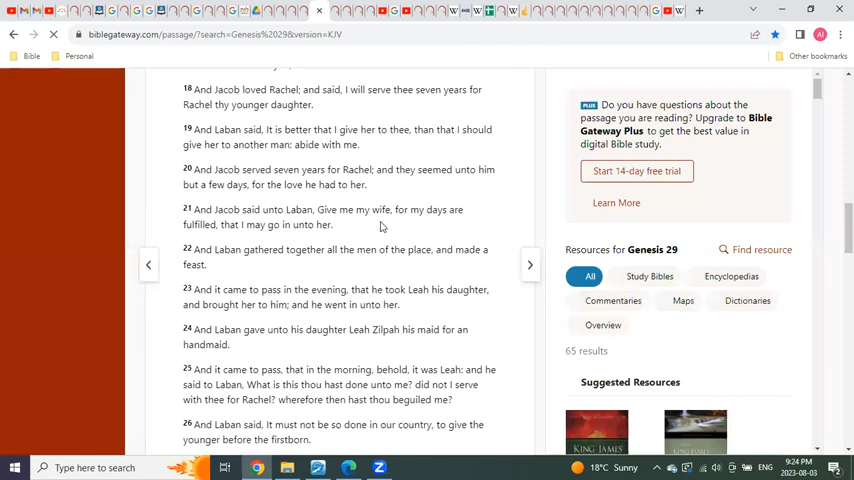 biblegateway.com/passage/?search=Genesis%2029&version=KJV
Bible
Personal
Other bookmarks
18 And Jacob loved Rachel; and said, I will serve thee seven years for
Rachel thy younger daughter.
19 And Laban said, It is better that I give her to thee, than that I should
give her to another man: abide with me.
20 And Jacob served seven years for Rachel; and they seemed unto him
but a few days, for the love he had to her.
21 And Jacob said unto Laban, Give me my wife, for my days are
fulfilled, that I may go in unto her.
22 And Laban gathered together all the men of the place, and made a
feast.
23 And it came to pass in the evening, that he took Leah his daughter,
and brought her to him; and he went in unto her.
24 And Laban gave unto his daughter Leah Zilpah his maid for an
handmaid.
25 And it came to pass, that in the morning, behold, it was Leah: and he
said to Laban, What is this thou hast done unto me? did not I serve
with thee for Rachel? wherefore then hast thou beguiled me?
26 And Laban said, It must not be so done in our country, to give the
younger before the firstborn.
PLUS Do you have questions about the
passage you are reading? Upgrade to Bible
Gateway Plus to get the best value in
digital Bible study.
Start 14-day free trial
Learn More
Resources for Genesis 29
Find resource
All
Study Bibles
Encyclopedias
Commentaries
Maps
Dictionaries
Overview
65 results
Suggested Resources
KING JAMES
KING JAMES
Type here to search
18°C Sunny
ENG
9:24 PM
2023-08-03
2